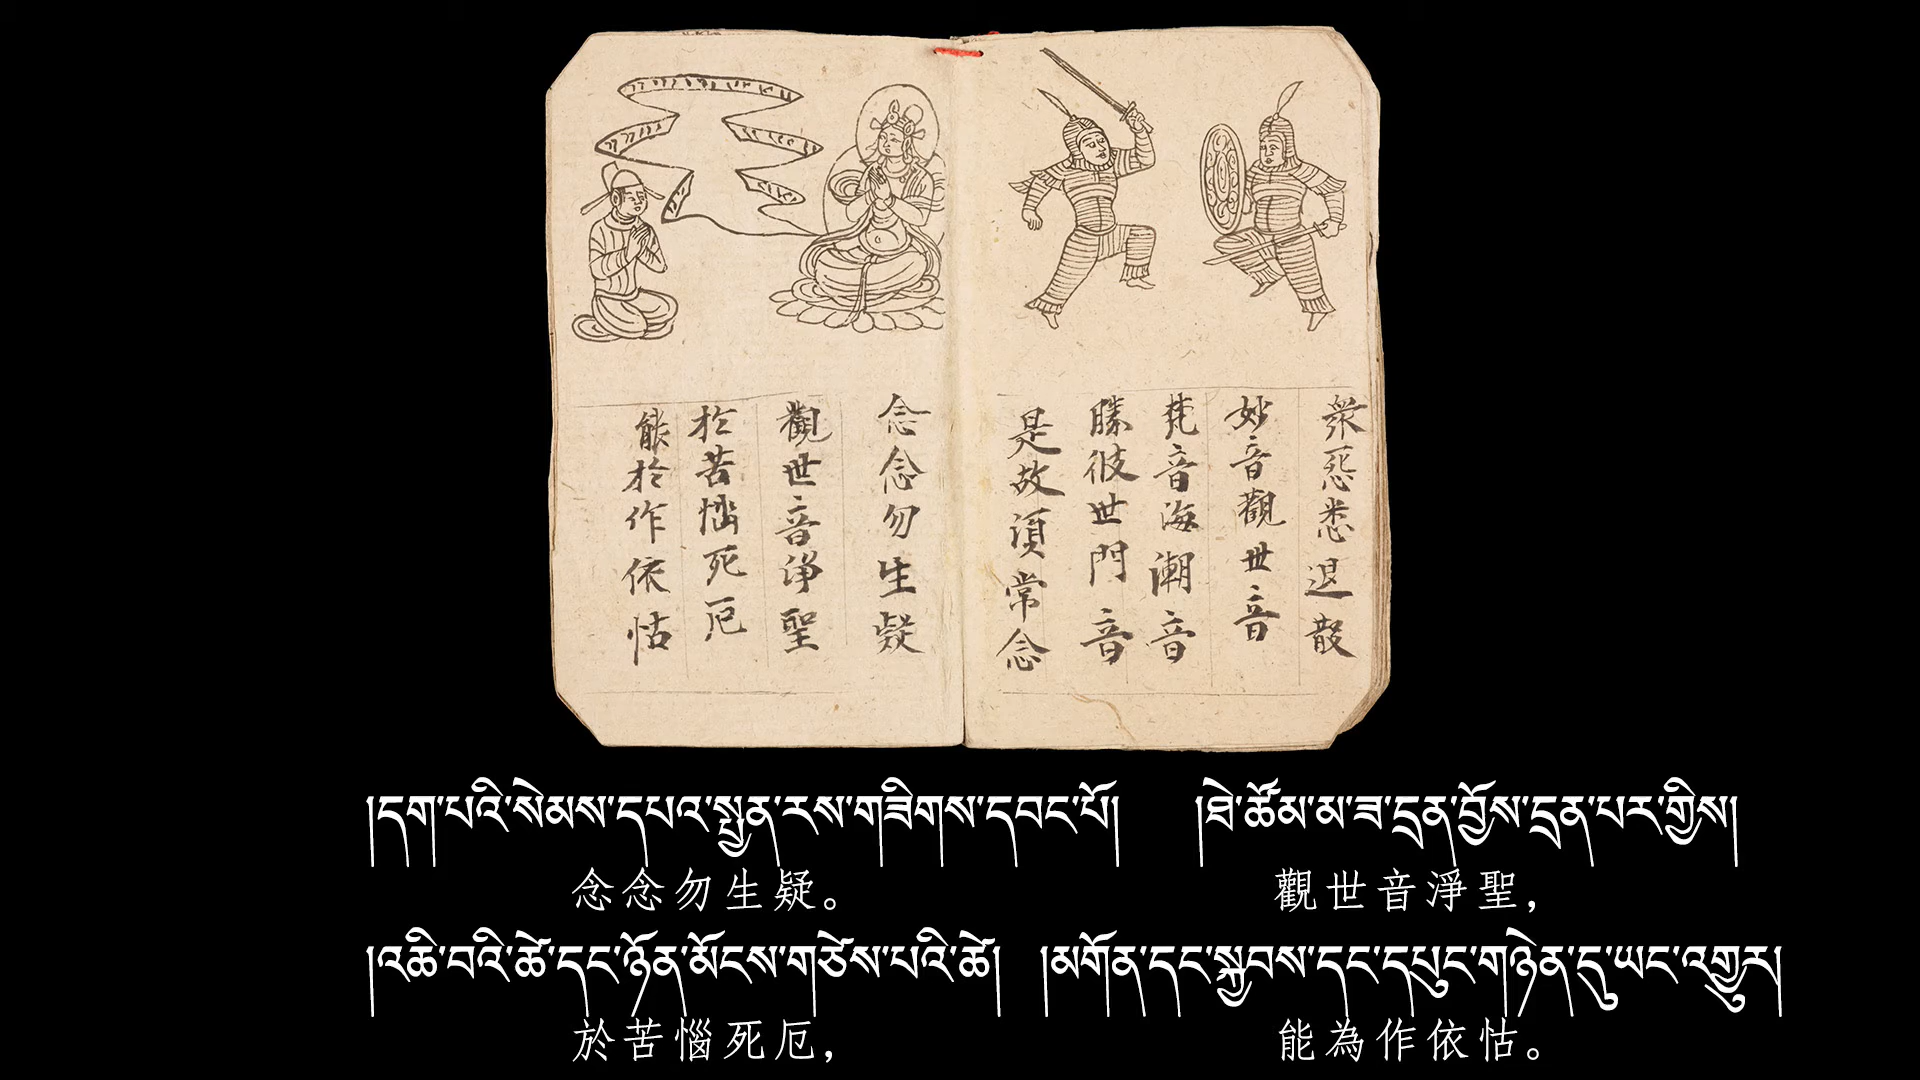 衆惡悉退散
妙音觀世音
梵音海潮音
勝彼世門音
是故須常念
念念勿生疑
觀世音淨聖
於苦惱死厄
能於作依怙
།དག་པའི་སེམས་དཔའ་སྤྱན་རས་གཟིགས་དབང་པོ། །ཐེ་ཚོམ་མ་ཟ་དྲན་བྱོས་དྲན་པར་གྱིས།
念念勿生疑。 觀世音淨聖，
།འཆི་བའི་ཚེ་དང་ཉོན་མོངས་གཙེས་པའི་ཚེ། །མགོན་དང་སྐྱབས་དང་དཔུང་གཉེན་དུ་ཡང་འགྱུར།
於苦惱死厄， 能為作依怙。